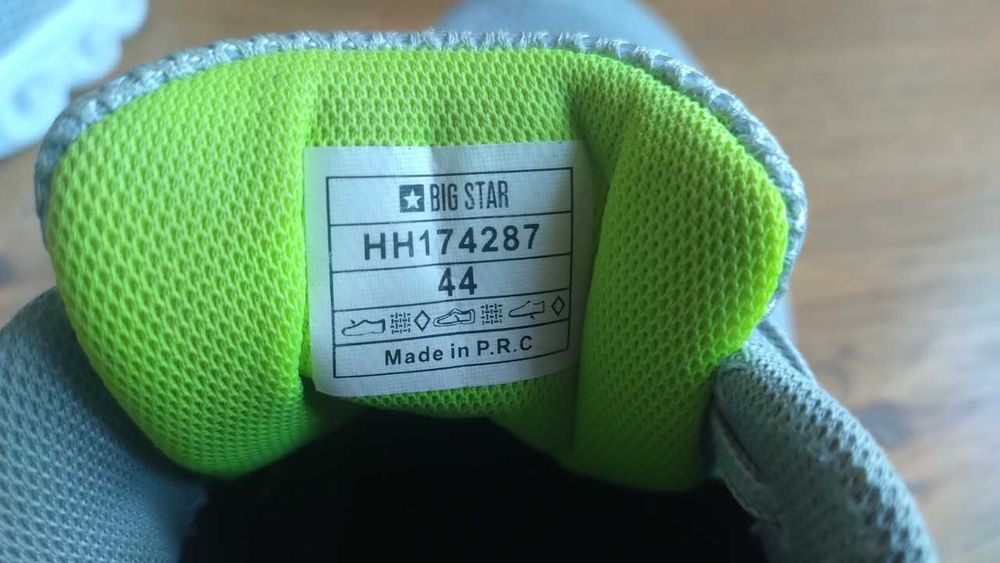 BIG STAR
HH174287
44
Made in P.R.C